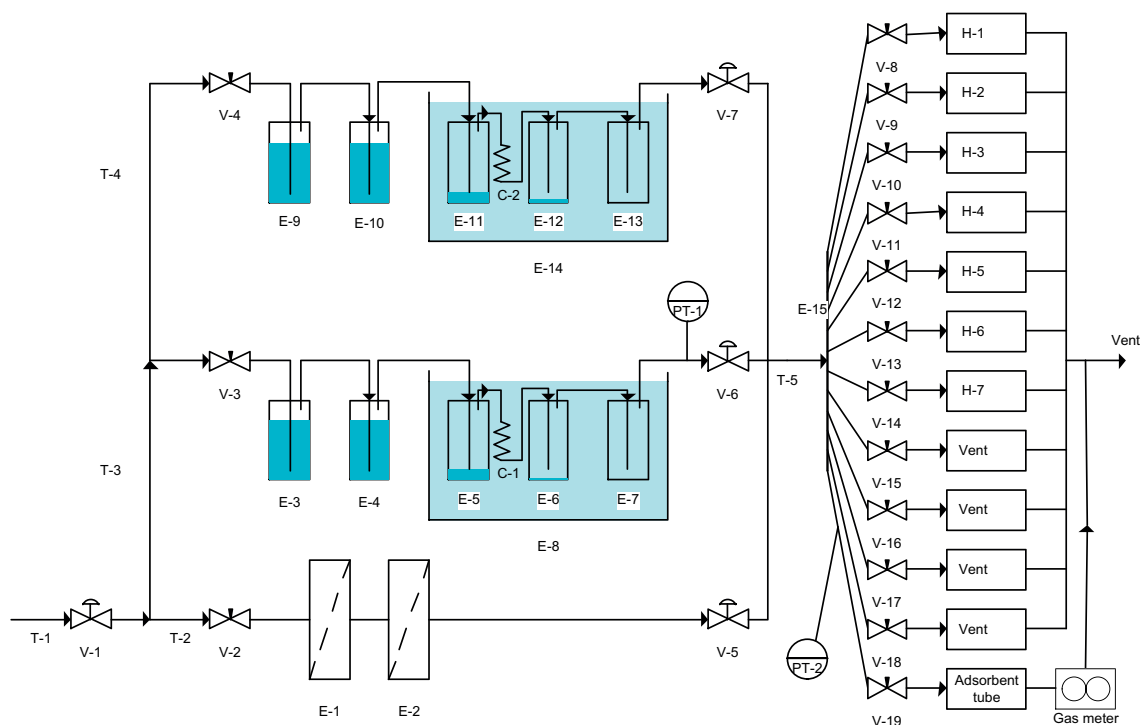 H-1
V-8
H-2
V-4
V-7
V-9
H-3
T-4
V-10
C-2
H-4
E-9
E-10
E-11
E-12
E-13
V-11
E-14
H-5
E-15
V-12
PT-1
H-6
Vent
V-13
V-3
V-6
T-5
H-7
V-14
Vent
T-3
C-1
E-3
E-4
E-5
E-6
E-7
V-15
Vent
V-16
E-8
Vent
V-17
T-1
V-1
T-2
V-2
V-5
Vent
V-18
PT-2
Adsorbent
tube
E-1
E-2
V-19
Gas meter